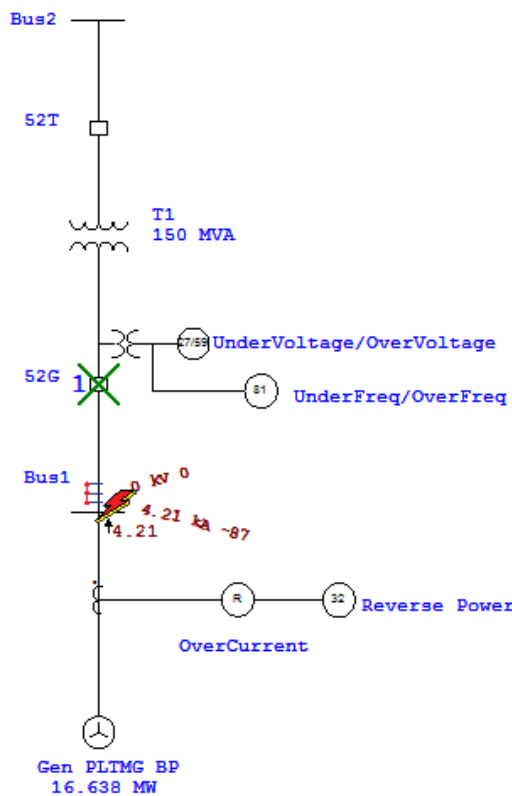 Bus2
52T
T1
150 MVA
27/59 UnderVoltage/OverVoltage
52G 1
81 UnderFreq/OverFreq
Bus1
0 kV 0
4.21 kA ~87
4.21
R
32 Reverse Power
OverCurrent
Gen PLTMG BP
16.638 MW